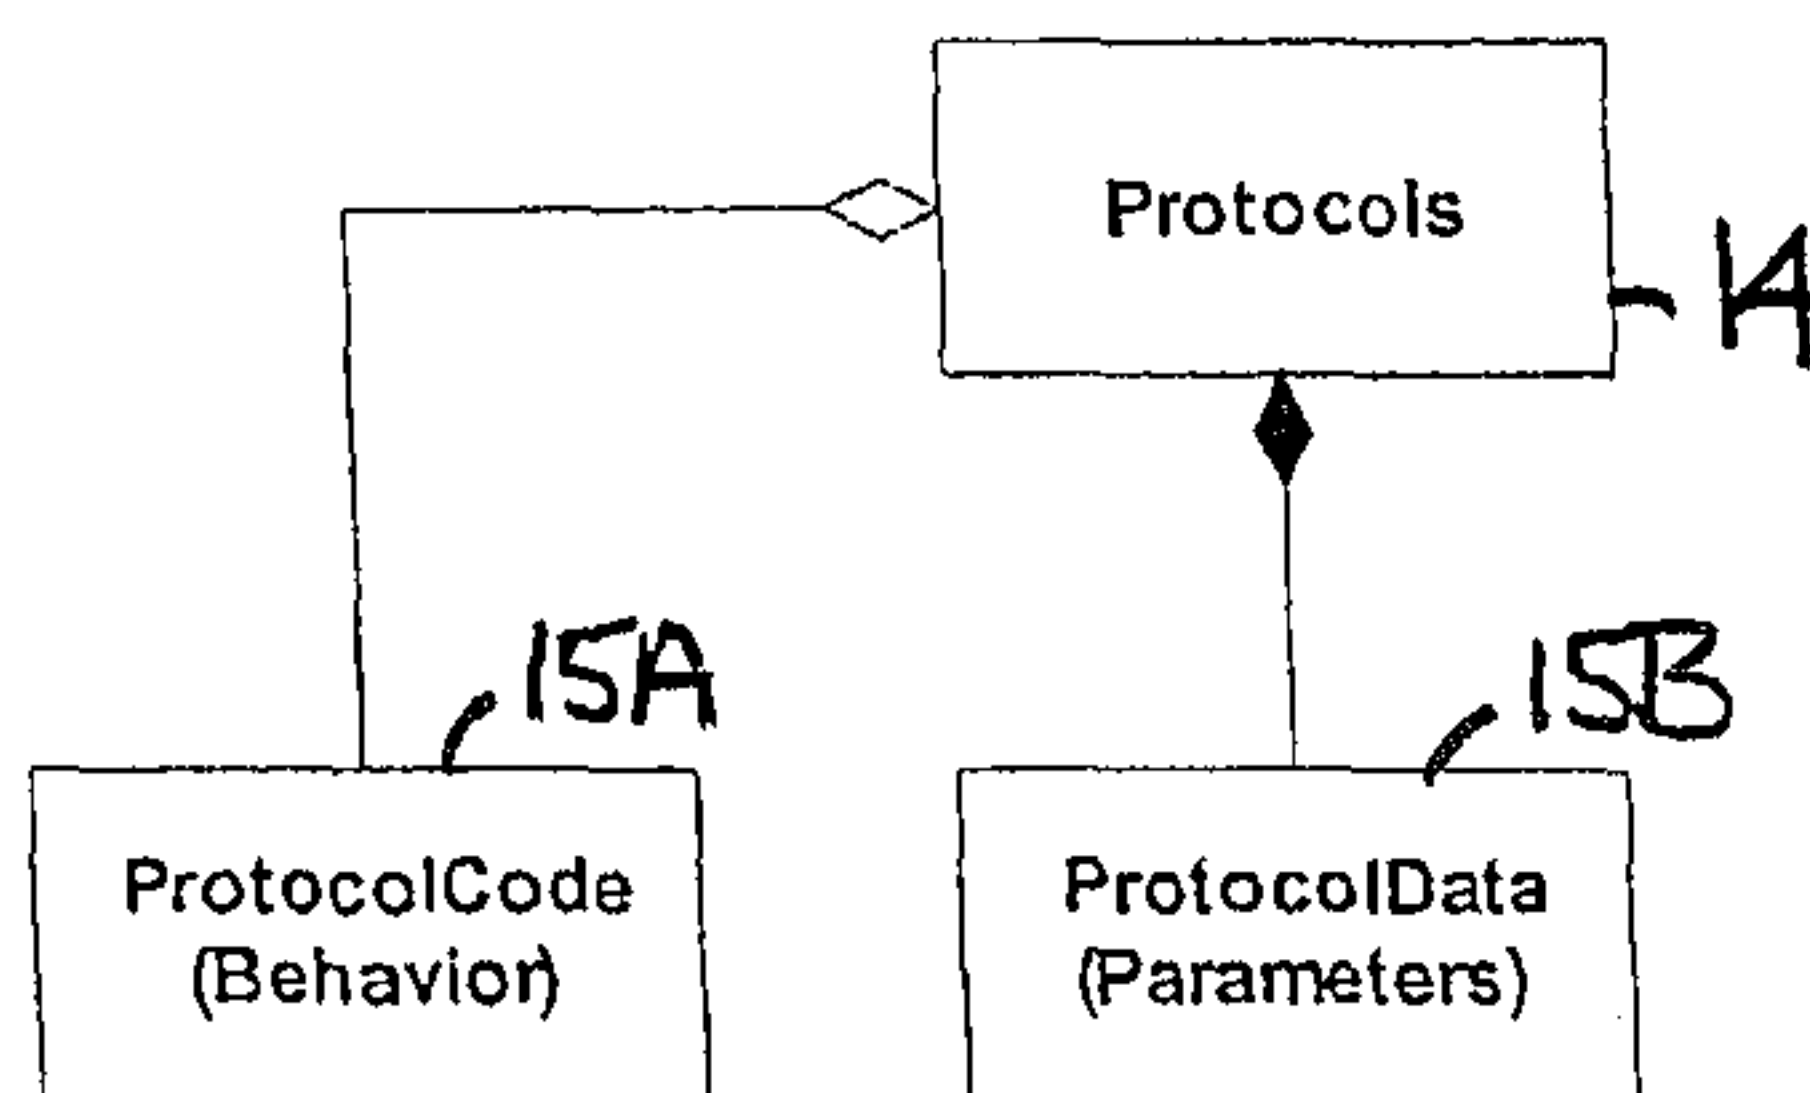 Protocols
14
15A
15B
ProtocolCode
(Behavior)
ProtocolData
(Parameters)